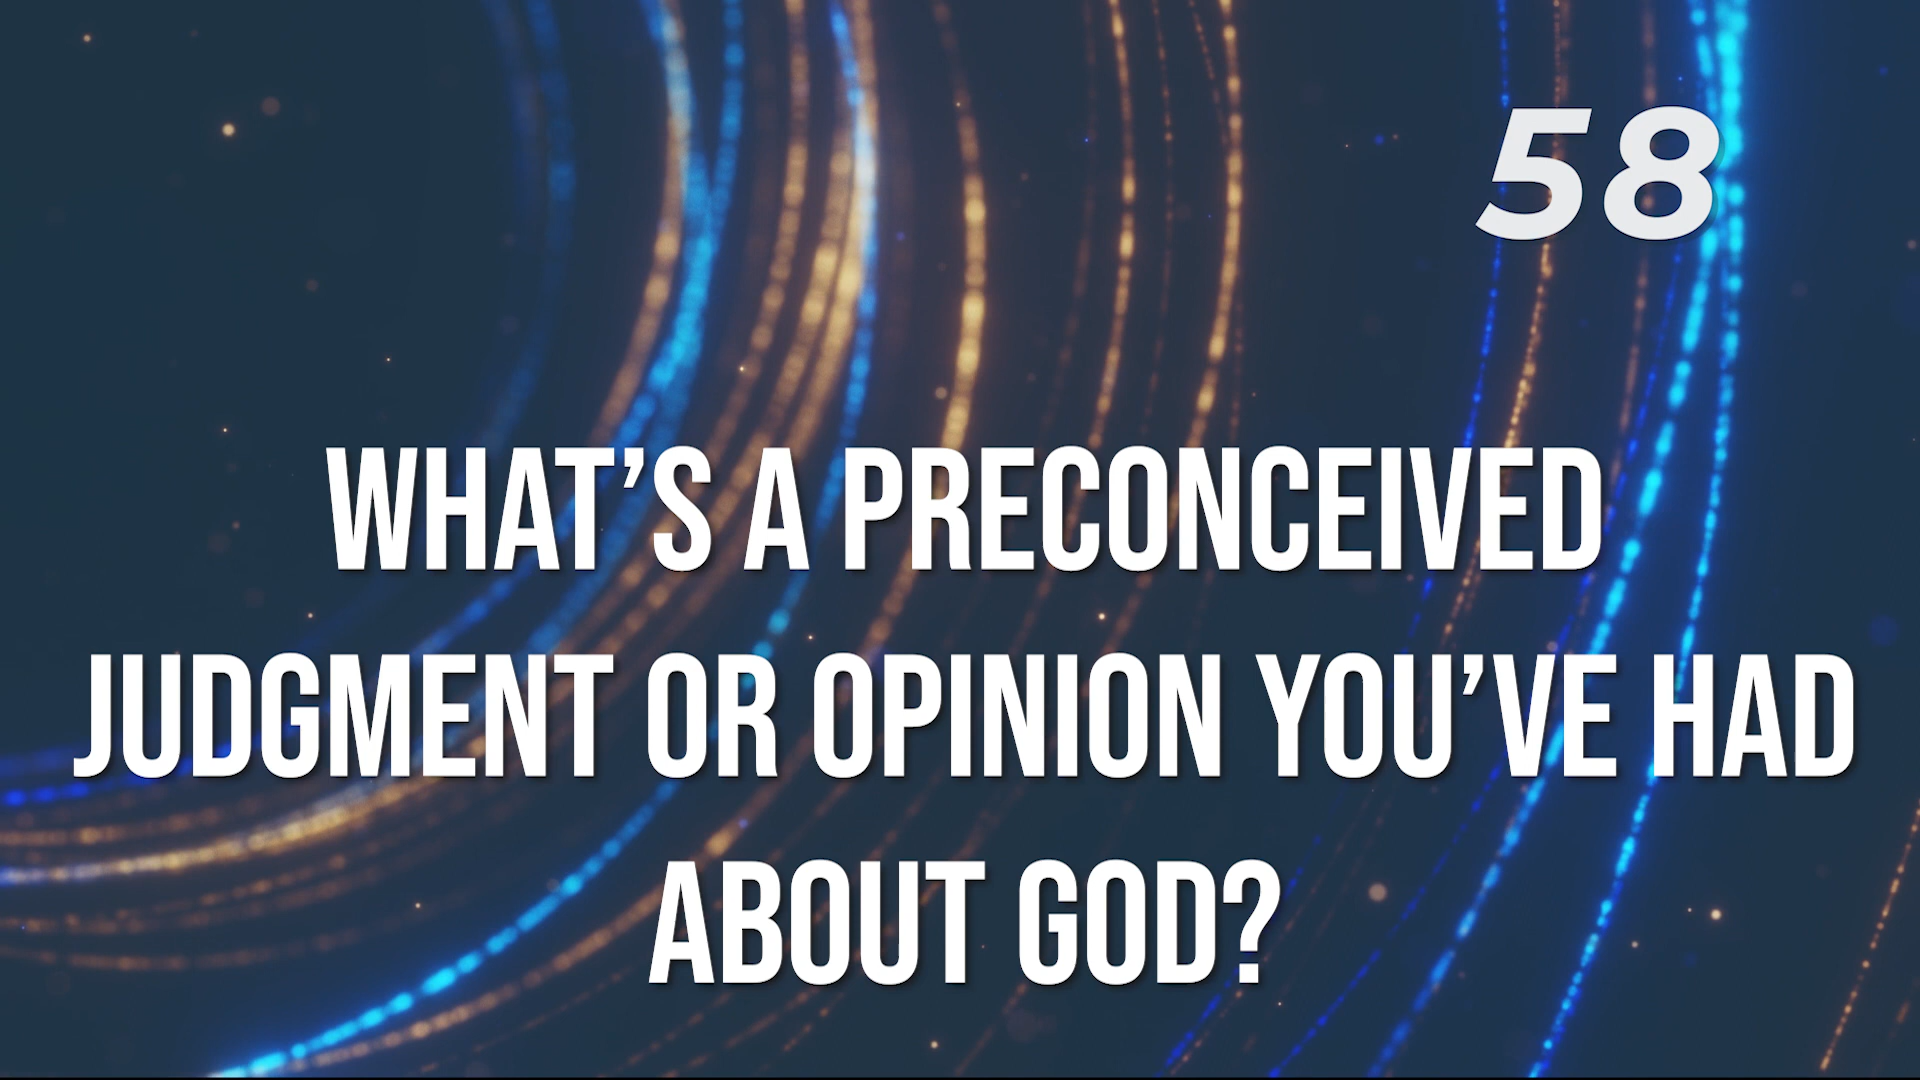 58
WHAT’S A PRECONCEIVED
JUDGMENT OR OPINION YOU’VE HAD
ABOUT GOD?